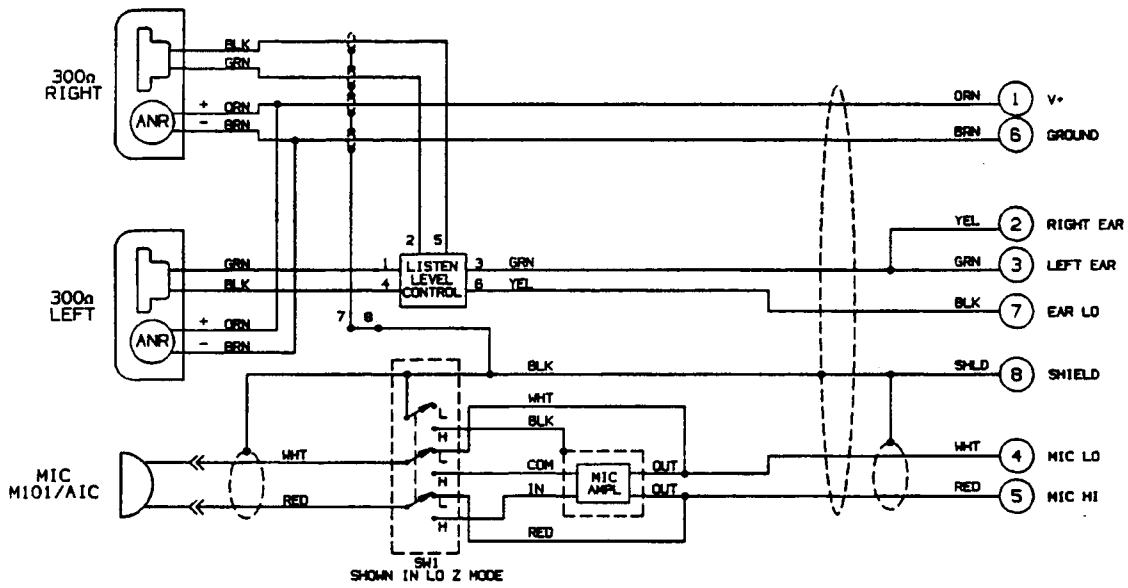 BLK
GRN
300Ω
RIGHT
+ ORN
ANR
- BRN
ORN 1 V+
BRN 6 GROUND
YEL 2 RIGHT EAR
2 5
GRN 1 LISTEN 3 GRN
LEVEL
BLK 4 CONTROL 6 YEL
GRN 3 LEFT EAR
BLK 7 EAR LO
300Ω
LEFT
+ ORN
ANR
- BRN
7 8
BLK
SHLD 8 SHIELD
WHT
L
BLK
H
MIC
M101/AIC
WHT
L
COM
H
MIC
AMPL
OUT
WHT 4 MIC LO
RED
L
IN
H
OUT
RED 5 MIC HI
RED
SW1
SHOWN IN LO Z MODE